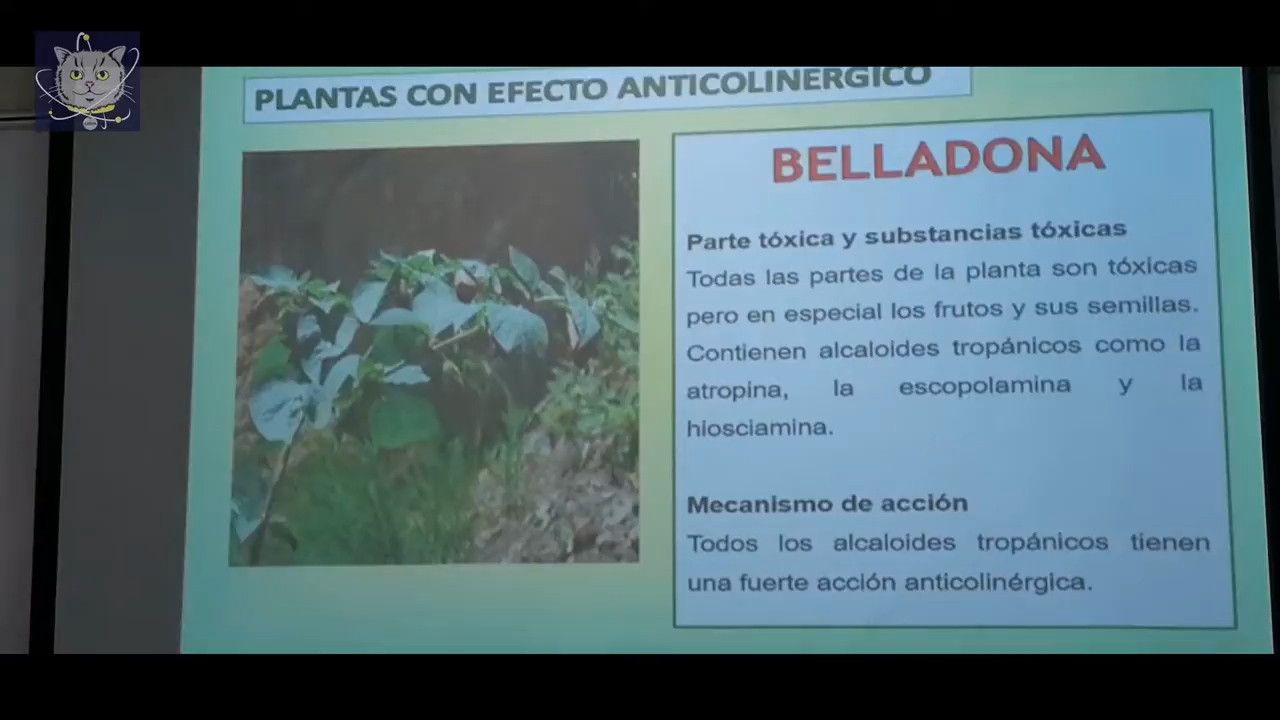 PLANTAS CON EFECTO ANTICOLINÉRGICO
BELLADONA
Parte tóxica y substancias tóxicas
Todas las partes de la planta son tóxicas
pero en especial los frutos y sus semillas.
Contienen alcaloides tropánicos como la
atropina, la escopolamina y la
hiosciamina.
Mecanismo de acción
Todos los alcaloides tropánicos tienen
una fuerte acción anticolinérgica.